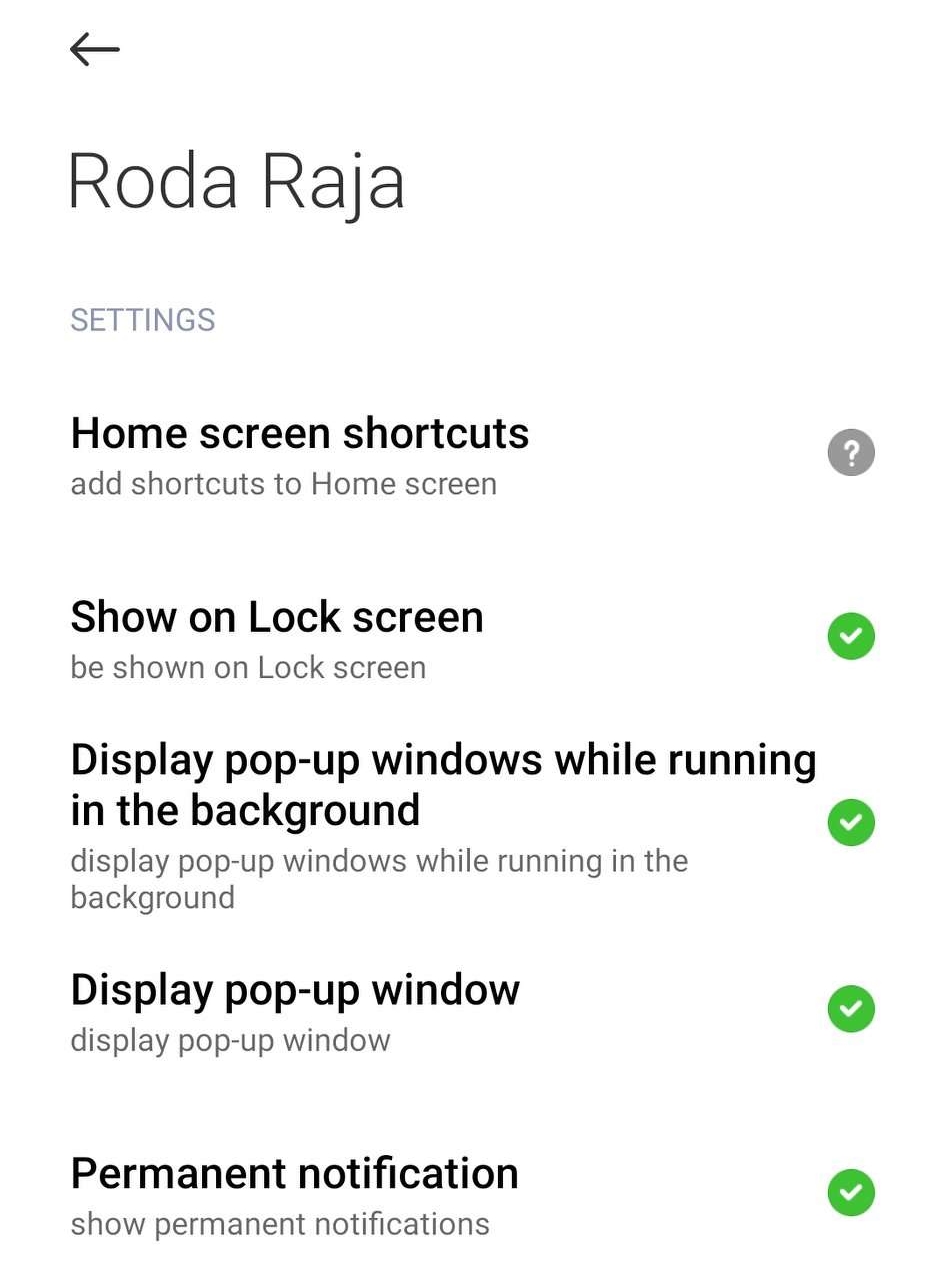 Roda Raja
SETTINGS
Home screen shortcuts
add shortcuts to Home screen
?
Show on Lock screen
be shown on Lock screen
Display pop-up windows while running
in the background
display pop-up windows while running in the
background
Display pop-up window
display pop-up window
Permanent notification
show permanent notifications